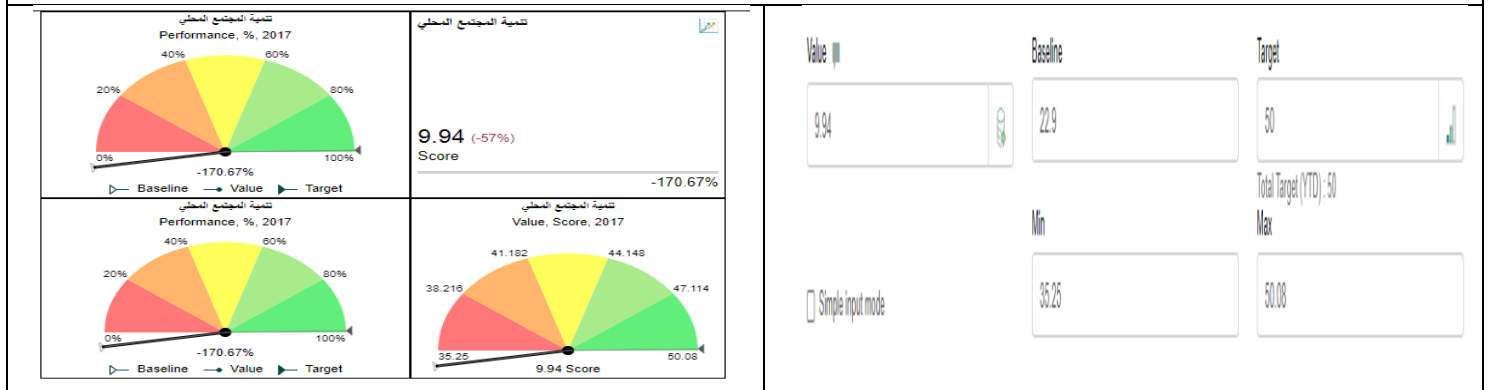 تنمية المجتمع المحلي
Performance, %, 2017
40%
60%
20%
80%
0%
100%
-170.67%
Baseline
Value
Target
تنمية المجتمع المحلي
9.94 (-57%)
Score
-170.67%
تنمية المجتمع المحلي
Performance, %, 2017
40%
60%
20%
80%
0%
100%
-170.67%
Baseline
Value
Target
تنمية المجتمع المحلي
Value, Score, 2017
41.182
44.148
38.216
47.114
35.25
50.08
9.94 Score
Value
Baseline
Target
9.94
22.9
50
Total Target (YTD) : 50
Min
Max
Simple input mode
35.25
50.08